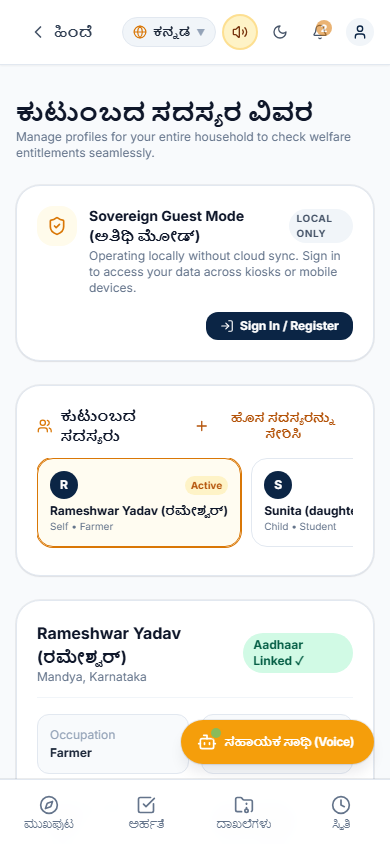 ಹಿಂದೆ
ಕನ್ನಡ ▼
ಕುಟುಂಬದ ಸದಸ್ಯರ ವಿವರ
Manage profiles for your entire household to check welfare
entitlements seamlessly.
Sovereign Guest Mode
(ಅತಿಥಿ ಮೋಡ್)
LOCAL
ONLY
Operating locally without cloud sync. Sign in
to access your data across kiosks or mobile
devices.
Sign In / Register
ಕುಟುಂಬದ
ಸದಸ್ಯರು
+ ಹೊಸ ಸದಸ್ಯರನ್ನು
ಸೇರಿಸಿ
R
Active
Rameshwar Yadav (ರಮೇಶ್ವರ್)
Self • Farmer
S
Sunita (daughte
Child • Student
Rameshwar Yadav
(ರಮೇಶ್ವರ್)
Aadhaar
Linked ✓
Mandya, Karnataka
Occupation
Farmer
ಸಹಾಯಕ ಸಾಥಿ (Voice)
ಮುಖಪುಟ
ಅರ್ಹತೆ
ದಾಖಲೆಗಳು
ಸ್ಥಿತಿ